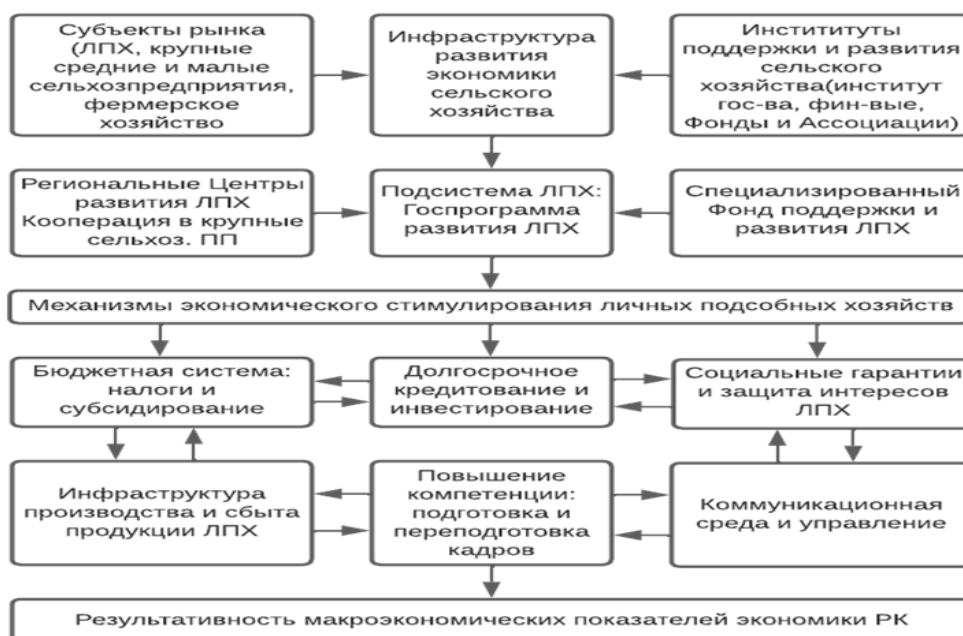 Субъекты рынка
(ЛПХ, крупные
средние и малые
сельхозпредприятия,
фермерское
хозяйство
Инфраструктура
развития
экономики
сельского
хозяйства
Инстититуты
поддержки и развития
сельского
хозяйства(институт
гос-ва, фин-вые,
Фонды и Ассоциации)
Региональные Центры
развития ЛПХ
Кооперация в крупные
сельхоз. ПП
Подсистема ЛПХ:
Госпрограмма
развития ЛПХ
Специализированный
Фонд поддержки и
развития ЛПХ
Механизмы экономического стимулирования личных подсобных хозяйств
Бюджетная система:
налоги и
субсидирование
Долгосрочное
кредитование и
инвестирование
Социальные гарантии
и защита интересов
ЛПХ
Инфраструктура
производства и сбыта
продукции ЛПХ
Повышение
компетенции:
подготовка и
переподготовка
кадров
Коммуникационная
среда и управление
Результативность макроэкономических показателей экономики РК